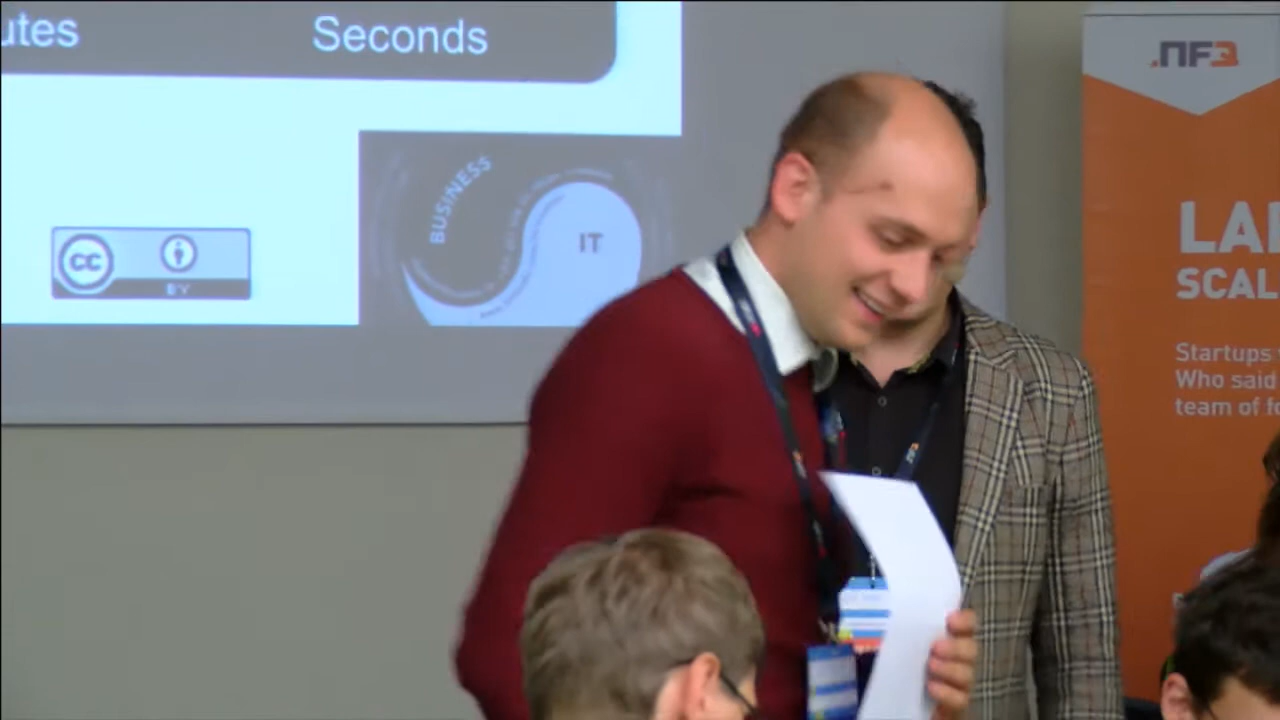 utes
Seconds
BUSINESS
IT
CC
BY
.NF3
LA
SCAL
Startups
Who said
team of fo